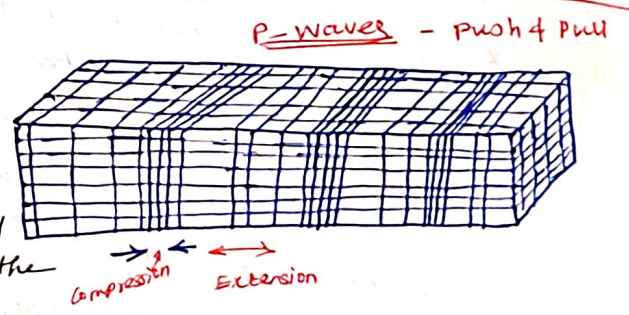 P-waves - push & pull
the
Compression
Extension